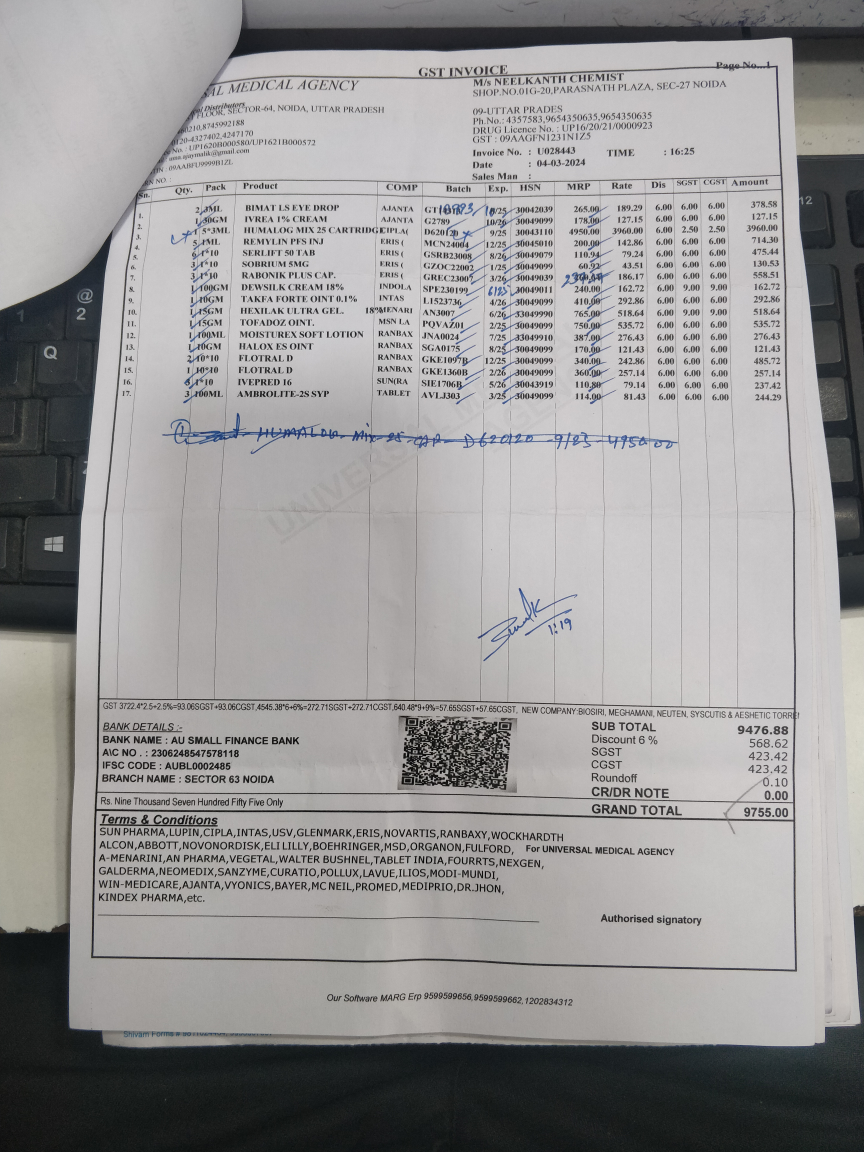 GST INVOICE
Page No...1
AL MEDICAL AGENCY
Distributors
FLOOR, SECTOR-64, NOIDA, UTTAR PRADESH
0210,8745992188
0120-4327402,4247170
No. : UP1620B000580/UP1621B000572
09AABFU9999B1ZL
M/s NEELKANTH CHEMIST
SHOP.NO.01G-20,PARASNATH PLAZA, SEC-27 NOIDA
09-UTTAR PRADES
Ph.No.: 4357583,9654350635,9654350635
DRUG Licence No. : UP16/20/21/0000923
GST : 09AAGFN1231N1Z5
Invoice No. : U028443 TIME : 16:25
Date : 04-03-2024
Sales Man :
Sn. Qty. Pack Product COMP Batch Exp. HSN MRP Rate Dis SGST CGST Amount
1. 2 3ML BIMAT LS EYE DROP AJANTA 10/25 30042039 265.00 189.29 6.00 6.00 6.00 378.58
2. 1 30GM IVREA 1% CREAM AJANTA G2789 10/26 30049099 178.00 127.15 6.00 6.00 6.00 127.15
3. 1 5*3ML HUMALOG MIX 25 CARTRIDGE CIPLA( D620120 9/25 30043110 4950.00 3960.00 6.00 2.50 2.50 3960.00
4. 5 1ML REMYLIN PFS INJ ERIS ( MCN24004 12/25 30045010 200.00 142.86 6.00 6.00 6.00 714.30
5. 6 1*10 SERLIFT 50 TAB ERIS ( GSRB23008 8/26 30049079 110.94 79.24 6.00 6.00 6.00 475.44
6. 3 1*10 SOBRIUM 5MG ERIS ( GZOC22002 1/25 30049099 60.92 43.51 6.00 6.00 6.00 130.53
7. 3 1*10 RABONIK PLUS CAP. ERIS ( GREC23007 3/26 30049039 186.17 6.00 6.00 6.00 558.51
8. 1 100GM DEWSILK CREAM 18% INDOLA SPE230199 30049011 240.00 162.72 6.00 9.00 9.00 162.72
9. 1 10GM TAKFA FORTE OINT 0.1% INTAS L1523736 4/26 30049099 410.00 292.86 6.00 6.00 6.00 292.86
10. 1 15GM HEXILAK ULTRA GEL. 18% MENARI AN3007 6/26 33049990 765.00 518.64 6.00 9.00 9.00 518.64
11. 1 15GM TOFADOZ OINT. MSN LA PQVAZ01 2/25 30049099 750.00 535.72 6.00 6.00 6.00 535.72
12. 1 100ML MOISTUREX SOFT LOTION RANBAX JNA0024 7/25 33049910 387.00 276.43 6.00 6.00 6.00 276.43
13. 1 10GM HALOX ES OINT RANBAX SGA0175 8/25 30049099 170.00 121.43 6.00 6.00 6.00 121.43
14. 2 10*10 FLOTRAL D RANBAX GKE1097B 12/25 30049099 340.00 242.86 6.00 6.00 6.00 485.72
15. 1 10*10 FLOTRAL D RANBAX GKE1360B 2/26 30049099 360.00 257.14 6.00 6.00 6.00 257.14
16. 1*10 IVEPRED 16 SUN(RA SIE1706B 5/26 30043919 110.80 79.14 6.00 6.00 6.00 237.42
17. 3 100ML AMBROLITE-2S SYP TABLET AVLJ303 3/25 30049099 114.00 81.43 6.00 6.00 6.00 244.29
HUMALOG Mix 25 CAP D620120 9/25 4950.00
1:19
GST 3722.4*2.5+2.5%=93.06SGST+93.06CGST,4545.38*6+6%=272.71SGST+272.71CGST,640.48*9+9%=57.65SGST+57.65CGST, NEW COMPANY:BIOSIRI, MEGHAMANI, NEUTEN, SYSCUTIS & AESHETIC TORRE
BANK DETAILS :-
BANK NAME : AU SMALL FINANCE BANK
A\C NO . : 2306248547578118
IFSC CODE : AUBL0002485
BRANCH NAME : SECTOR 63 NOIDA
SUB TOTAL 9476.88
Discount 6 % 568.62
SGST 423.42
CGST 423.42
Roundoff 0.10
CR/DR NOTE 0.00
GRAND TOTAL 9755.00
Rs. Nine Thousand Seven Hundred Fifty Five Only
Terms & Conditions
SUN PHARMA,LUPIN,CIPLA,INTAS,USV,GLENMARK,ERIS,NOVARTIS,RANBAXY,WOCKHARDTH
ALCON,ABBOTT,NOVONORDISK,ELI LILLY,BOEHRINGER,MSD,ORGANON,FULFORD,
A-MENARINI,AN PHARMA,VEGETAL,WALTER BUSHNEL,TABLET INDIA,FOURRTS,NEXGEN,
GALDERMA,NEOMEDIX,SANZYME,CURATIO,POLLUX,LAVUE,ILIOS,MODI-MUNDI,
WIN-MEDICARE,AJANTA,VYONICS,BAYER,MC NEIL,PROMED,MEDIPRIO,DR.JHON,
KINDEX PHARMA,etc.
For UNIVERSAL MEDICAL AGENCY
Authorised signatory
Our Software MARG Erp 9599599656,9599599662,1202834312
@
2
Q
12